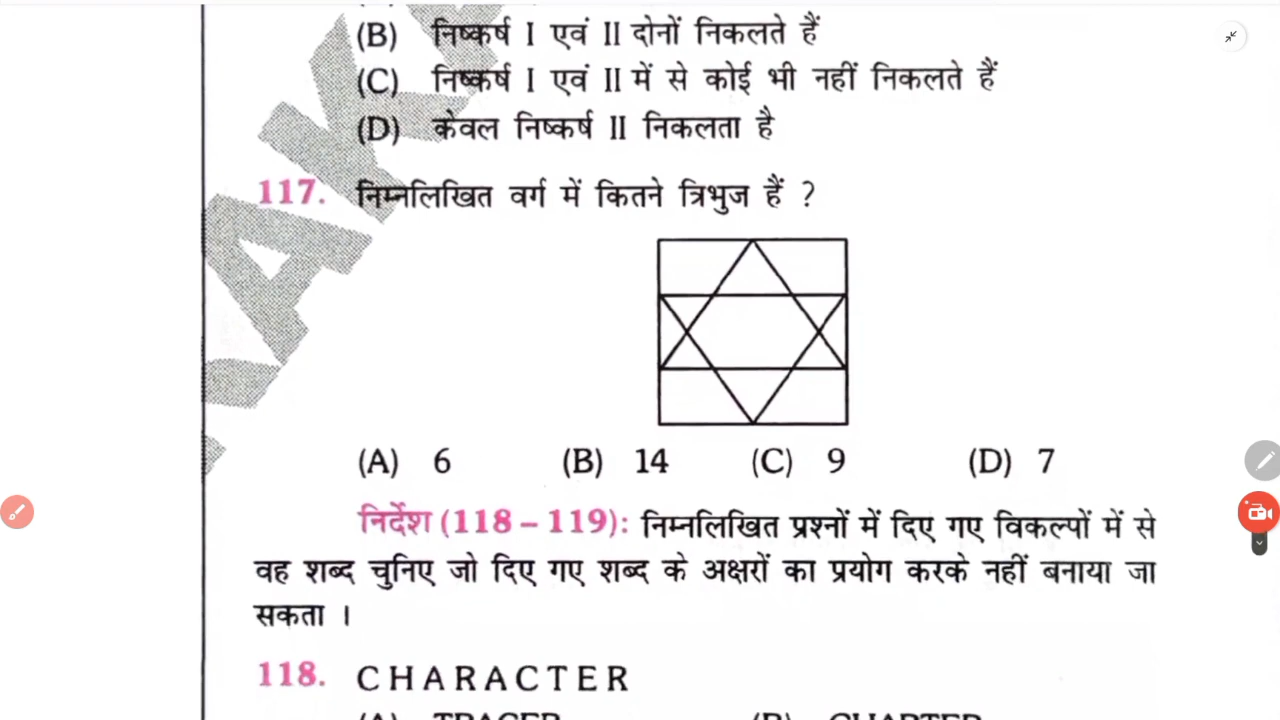 (B) निष्कर्ष I एवं II दोनों निकलते हैं
(C) निष्कर्ष I एवं II में से कोई भी नहीं निकलते हैं
(D) केवल निष्कर्ष II निकलता है
117. निम्नलिखित वर्ग में कितने त्रिभुज हैं ?
(A) 6 (B) 14 (C) 9 (D) 7
निर्देश (118 – 119): निम्नलिखित प्रश्नों में दिए गए विकल्पों में से
वह शब्द चुनिए जो दिए गए शब्द के अक्षरों का प्रयोग करके नहीं बनाया जा
सकता ।
118. CHARACTER
(A) TRACER (B) CHARTER